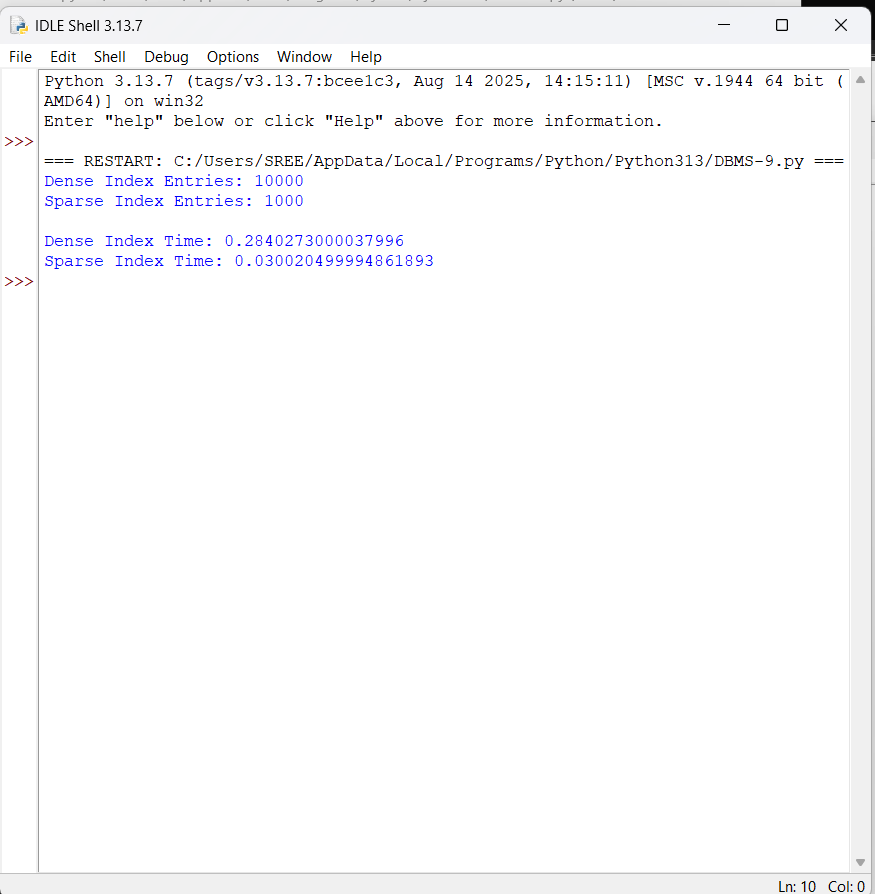 IDLE Shell 3.13.7
File Edit Shell Debug Options Window Help
Python 3.13.7 (tags/v3.13.7:bcee1c3, Aug 14 2025, 14:15:11) [MSC v.1944 64 bit (
AMD64)] on win32
Enter "help" below or click "Help" above for more information.
>>>
=== RESTART: C:/Users/SREE/AppData/Local/Programs/Python/Python313/DBMS-9.py ===
Dense Index Entries: 10000
Sparse Index Entries: 1000
Dense Index Time: 0.2840273000037996
Sparse Index Time: 0.030020499994861893
>>>
Ln: 10 Col: 0